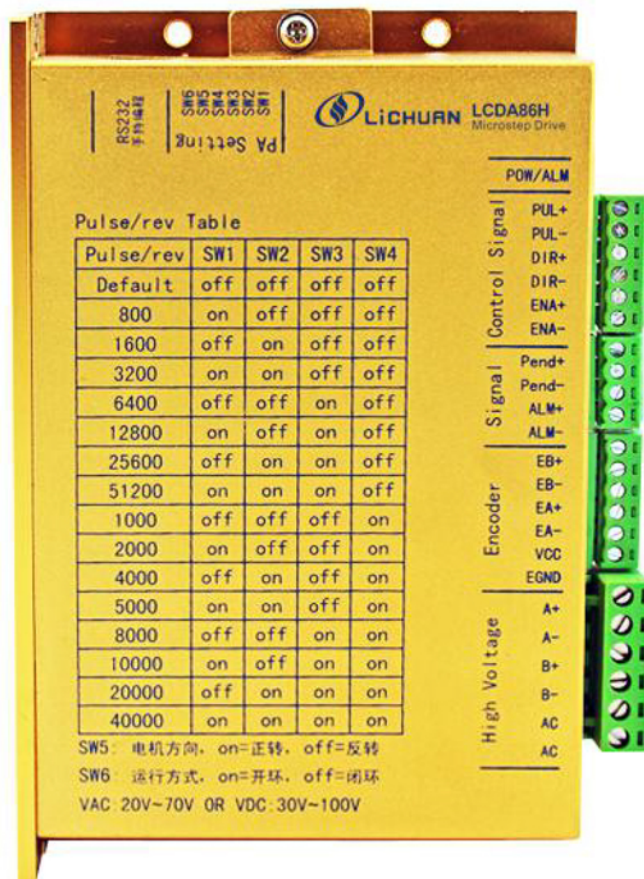 RS232
手持编程
SW6
SW5
SW4
SW3
SW2
SW1
PA Setting
LiCHUAN LCDA86H
Microstep Drive
POW/ALM
Control Signal
PUL+
PUL-
DIR+
DIR-
ENA+
ENA-
Signal
Pend+
Pend-
ALM+
ALM-
Encoder
EB+
EB-
EA+
EA-
VCC
EGND
High Voltage
A+
A-
B+
B-
AC
AC
Pulse/rev Table
Pulse/rev SW1 SW2 SW3 SW4
Default off off off off
800 on off off off
1600 off on off off
3200 on on off off
6400 off off on off
12800 on off on off
25600 off on on off
51200 on on on off
1000 off off off on
2000 on off off on
4000 off on off on
5000 on on off on
8000 off off on on
10000 on off on on
20000 off on on on
40000 on on on on
SW5: 电机方向, on=正转, off=反转
SW6: 运行方式, on=开环, off=闭环
VAC:20V~70V OR VDC:30V~100V